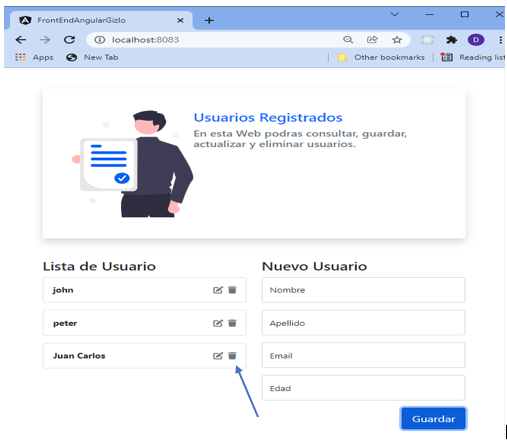 FrontEndAngularGizlo
localhost:8083
D
Apps
New Tab
Other bookmarks
Reading list
Usuarios Registrados
En esta Web podras consultar, guardar,
actualizar y eliminar usuarios.
Lista de Usuario
john
peter
Juan Carlos
Nuevo Usuario
Nombre
Apellido
Email
Edad
Guardar